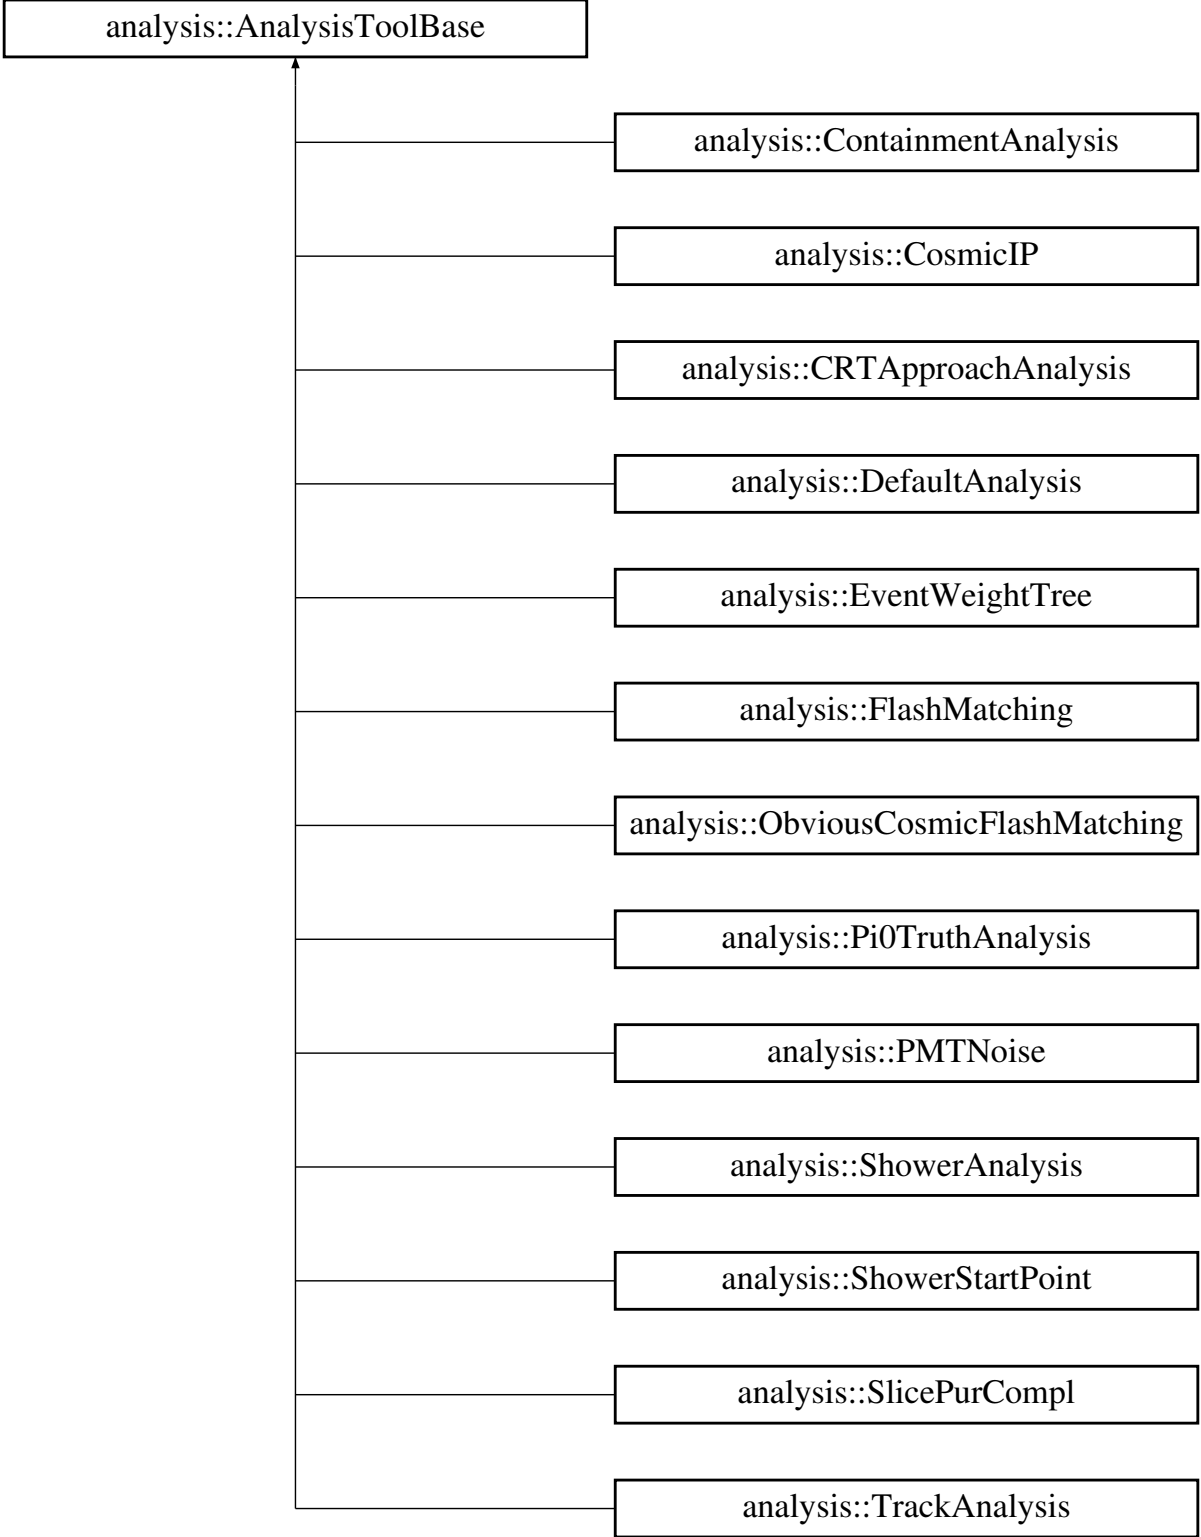 analysis::AnalysisToolBase
analysis::ContainmentAnalysis
analysis::CosmicIP
analysis::CRTApproachAnalysis
analysis::DefaultAnalysis
analysis::EventWeightTree
analysis::FlashMatching
analysis::ObviousCosmicFlashMatching
analysis::Pi0TruthAnalysis
analysis::PMTNoise
analysis::ShowerAnalysis
analysis::ShowerStartPoint
analysis::SlicePurCompl
analysis::TrackAnalysis